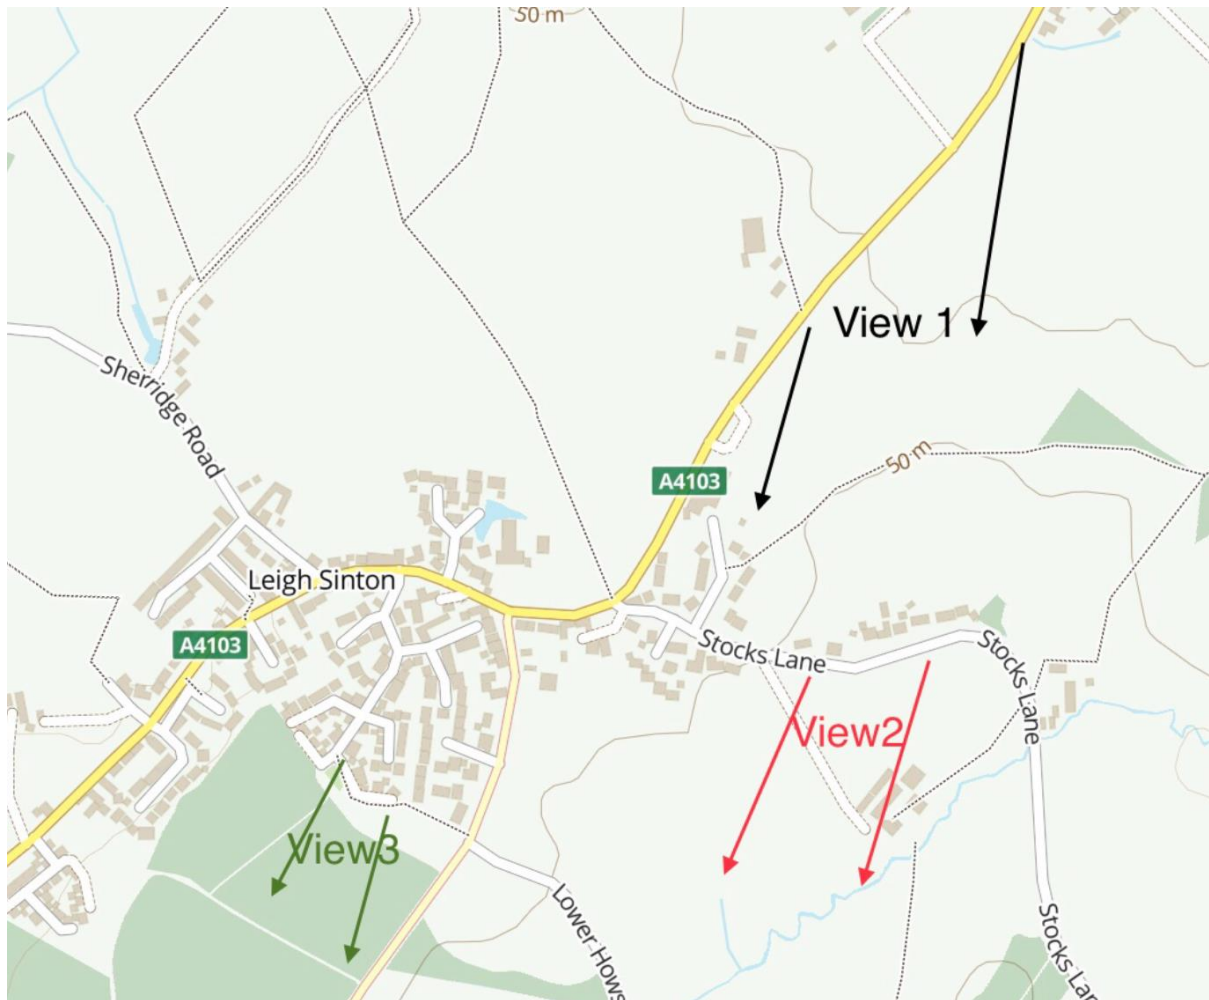 50 m
View 1
Sherridge Road
50 m
A4103
Leigh Sinton
A4103
Stocks Lane
Stocks Lane
View2
View3
Lower Hows
Stocks Lan